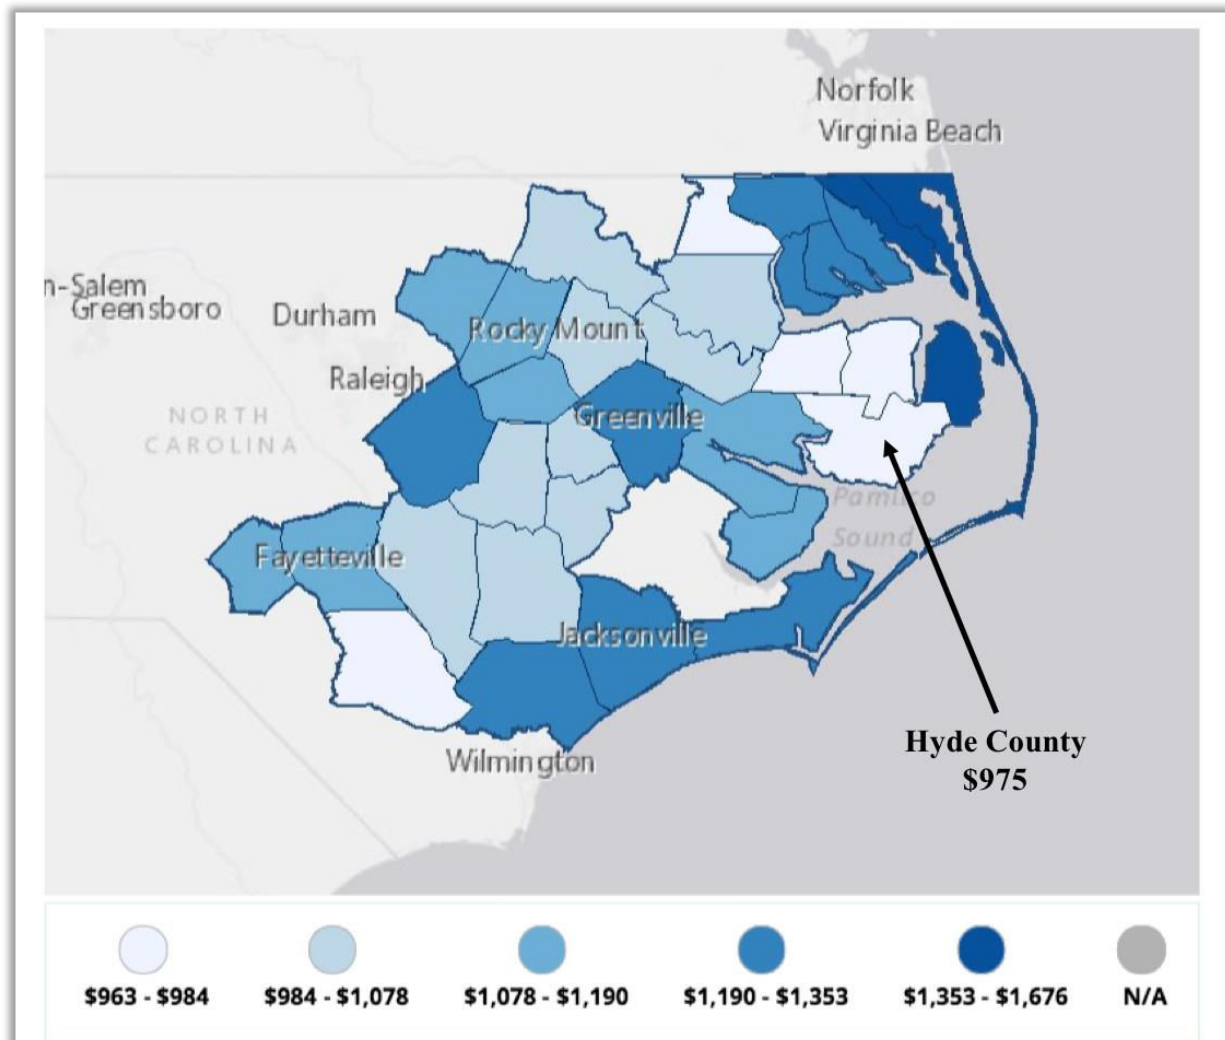 Norfolk
Virginia Beach
n-Salem
Greensboro
Durham
Rocky Mount
Raleigh
NORTH
CAROLINA
Greenville
Pamlico
Sound
Fayetteville
Jacksonville
Wilmington
Hyde County
$975
$963 - $984
$984 - $1,078
$1,078 - $1,190
$1,190 - $1,353
$1,353 - $1,676
N/A